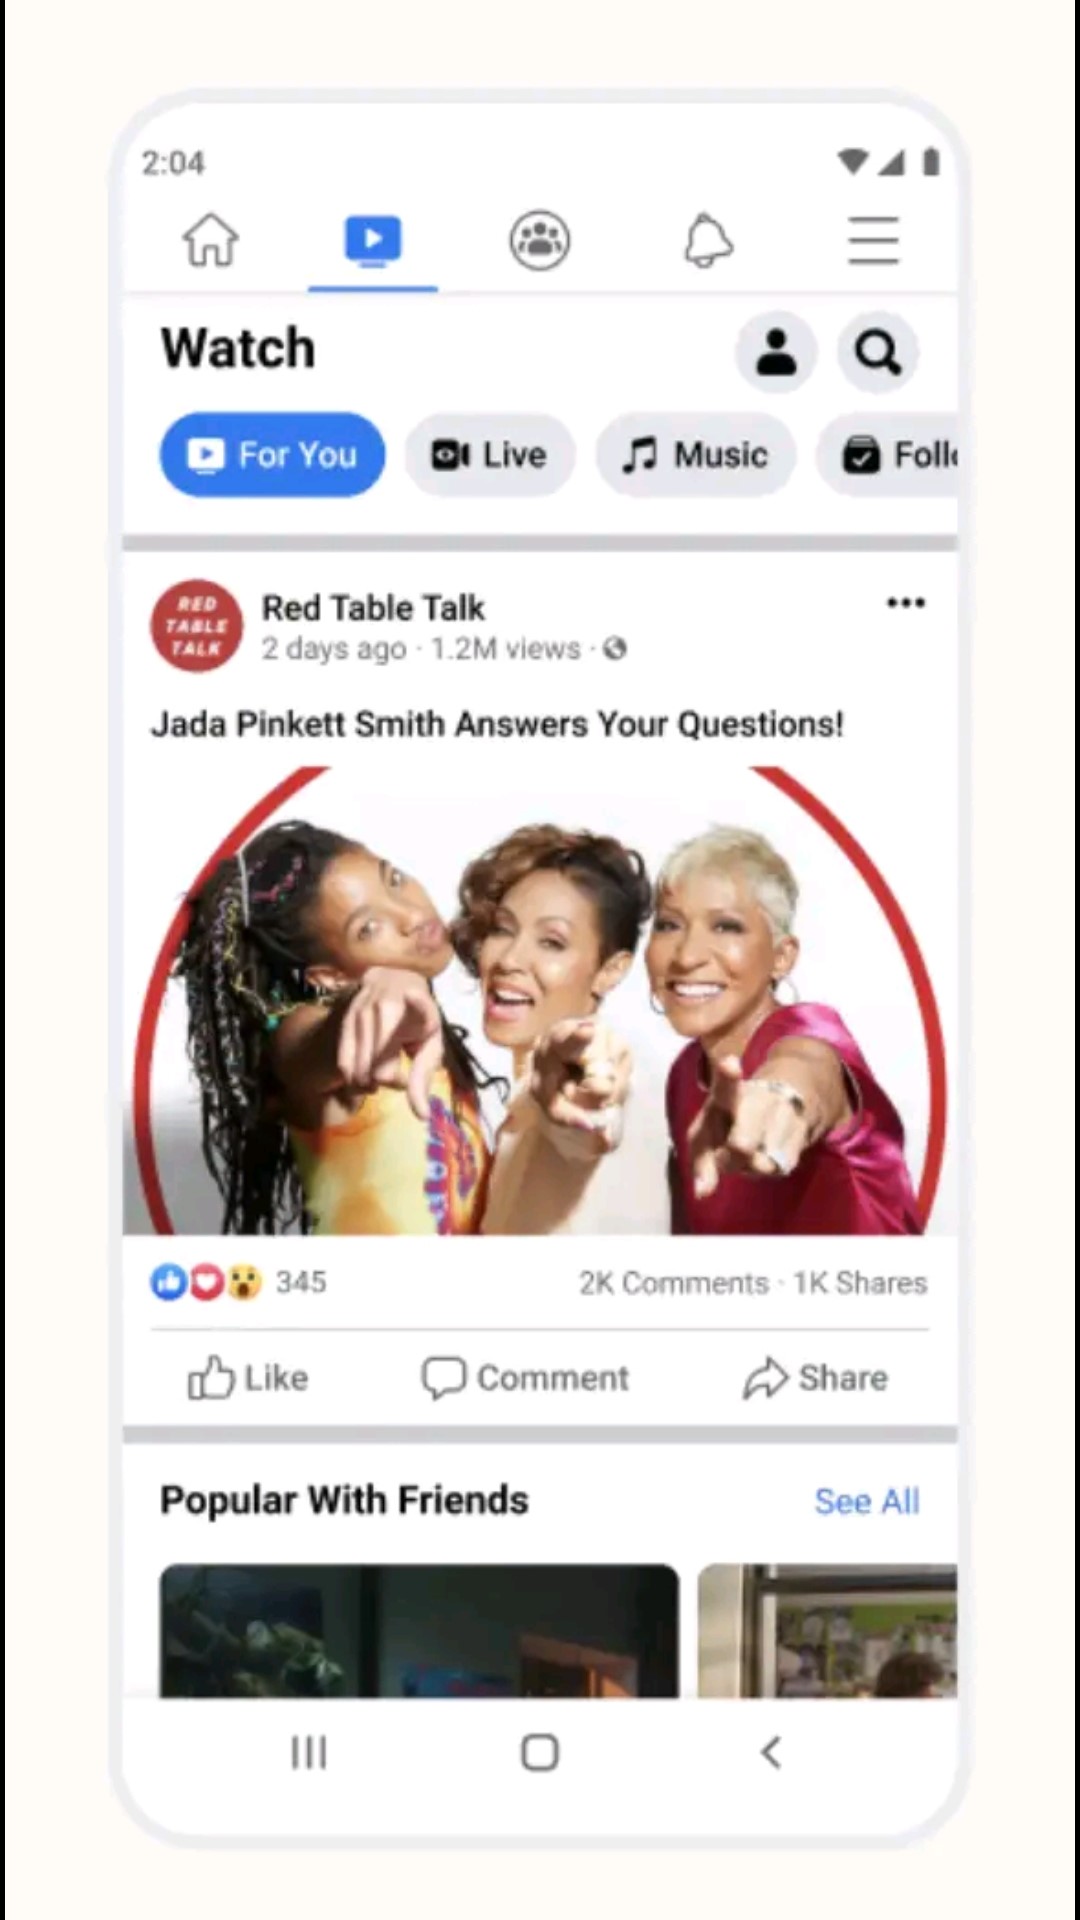 2:04
Watch
For You
Live
Music
Follo
RED
TABLE
TALK
Red Table Talk
2 days ago · 1.2M views ·
Jada Pinkett Smith Answers Your Questions!
345
2K Comments · 1K Shares
Like
Comment
Share
Popular With Friends
See All